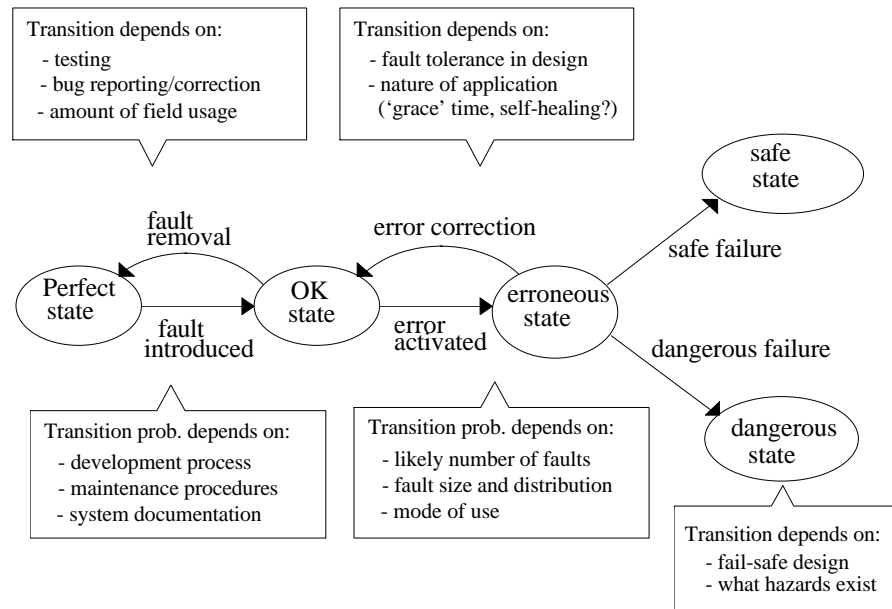 Transition depends on:
- testing
- bug reporting/correction
- amount of field usage
Transition depends on:
- fault tolerance in design
- nature of application
(‘grace’ time, self-healing?)
safe
state
fault
removal
error correction
safe failure
Perfect
state
OK
state
erroneous
state
fault
introduced
error
activated
dangerous failure
dangerous
state
Transition prob. depends on:
- development process
- maintenance procedures
- system documentation
Transition prob. depends on:
- likely number of faults
- fault size and distribution
- mode of use
Transition depends on:
- fail-safe design
- what hazards exist